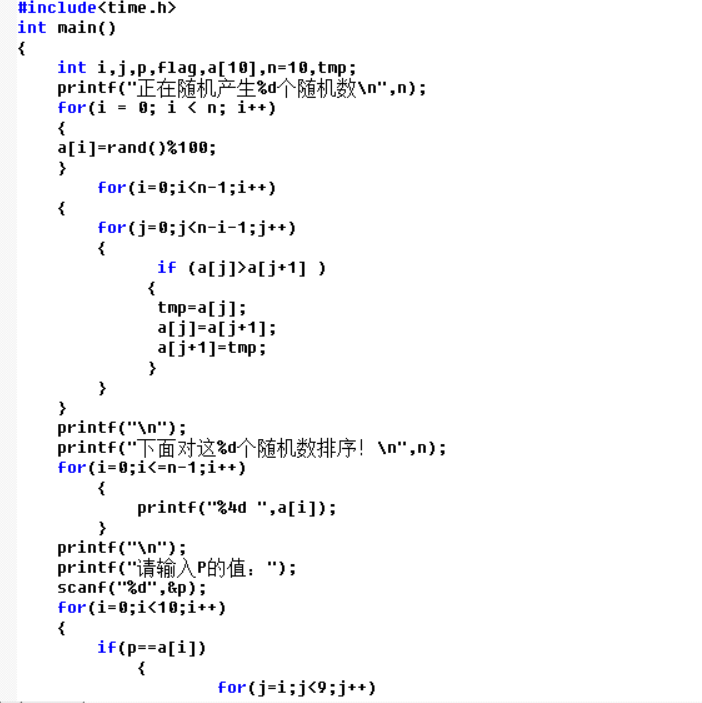 #include<time.h>
int main()
{
    int i,j,p,flag,a[10],n=10,tmp;
    printf("正在随机产生%d个随机数\n",n);
    for(i = 0; i < n; i++)
    {
    a[i]=rand()%100;
    }
        for(i=0;i<n-1;i++)
    {
        for(j=0;j<n-i-1;j++)
        {
              if (a[j]>a[j+1] )
             {
              tmp=a[j];
              a[j]=a[j+1];
              a[j+1]=tmp;
             }
        }
    }
    printf("\n");
    printf("下面对这%d个随机数排序！\n",n);
    for(i=0;i<=n-1;i++)
        {
            printf("%4d ",a[i]);
        }
    printf("\n");
    printf("请输入P的值：");
    scanf("%d",&p);
    for(i=0;i<10;i++)
    {
        if(p==a[i])
            {
                    for(j=i;j<9;j++)